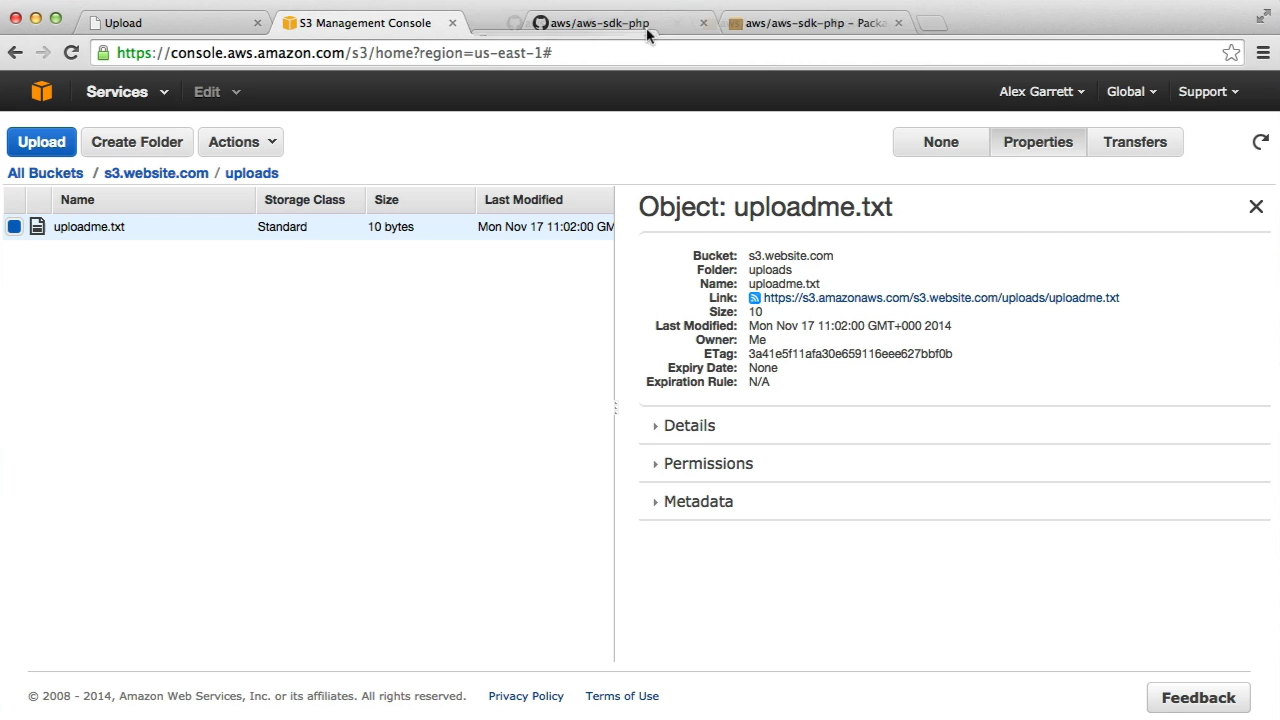 Upload
S3 Management Console
aws/aws-sdk-php
aws/aws-sdk-php - Packa
https://console.aws.amazon.com/s3/home?region=us-east-1#
Services Edit Alex Garrett Global Support
Upload Create Folder Actions None Properties Transfers
All Buckets / s3.website.com / uploads
Name Storage Class Size Last Modified
uploadme.txt Standard 10 bytes Mon Nov 17 11:02:00 GM
Object: uploadme.txt
Bucket: s3.website.com
Folder: uploads
Name: uploadme.txt
Link: https://s3.amazonaws.com/s3.website.com/uploads/uploadme.txt
Size: 10
Last Modified: Mon Nov 17 11:02:00 GMT+000 2014
Owner: Me
ETag: 3a41e5f11afa30e659116eee627bbf0b
Expiry Date: None
Expiration Rule: N/A
Details
Permissions
Metadata
© 2008 - 2014, Amazon Web Services, Inc. or its affiliates. All rights reserved. Privacy Policy Terms of Use
Feedback